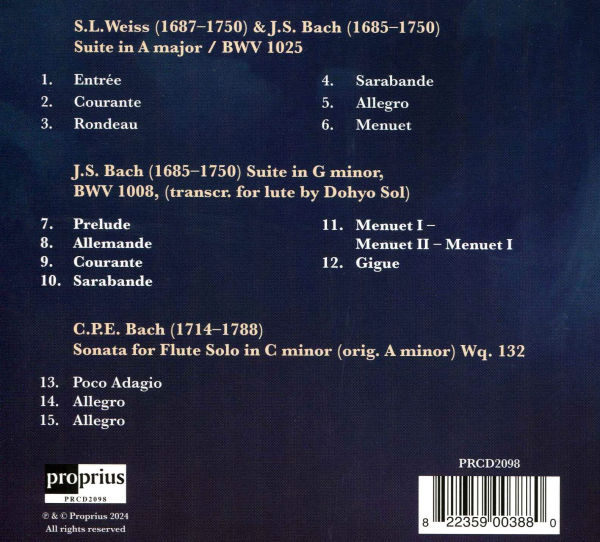 S.L.Weiss (1687–1750) & J.S. Bach (1685–1750)
Suite in A major / BWV 1025
1. Entrée
2. Courante
3. Rondeau
4. Sarabande
5. Allegro
6. Menuet
J.S. Bach (1685–1750) Suite in G minor,
BWV 1008, (transcr. for lute by Dohyo Sol)
7. Prelude
8. Allemande
9. Courante
10. Sarabande
11. Menuet I –
Menuet II – Menuet I
12. Gigue
C.P.E. Bach (1714–1788)
Sonata for Flute Solo in C minor (orig. A minor) Wq. 132
13. Poco Adagio
14. Allegro
15. Allegro
proprius
PRCD2098
℗ & © Proprius 2024
All rights reserved
PRCD2098
8 22359 00388 0